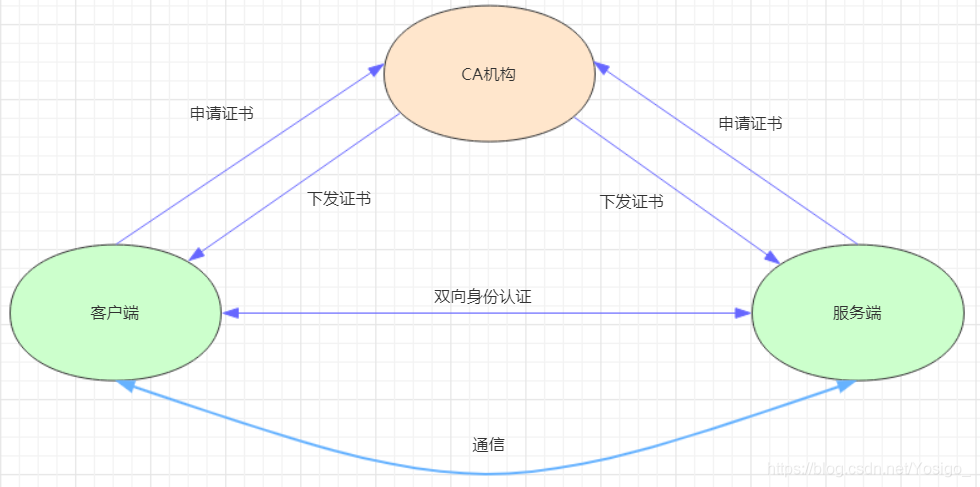 CA机构
申请证书
申请证书
下发证书
下发证书
双向身份认证
客户端
服务端
通信
https://blog.csdn.net/Yosigo_